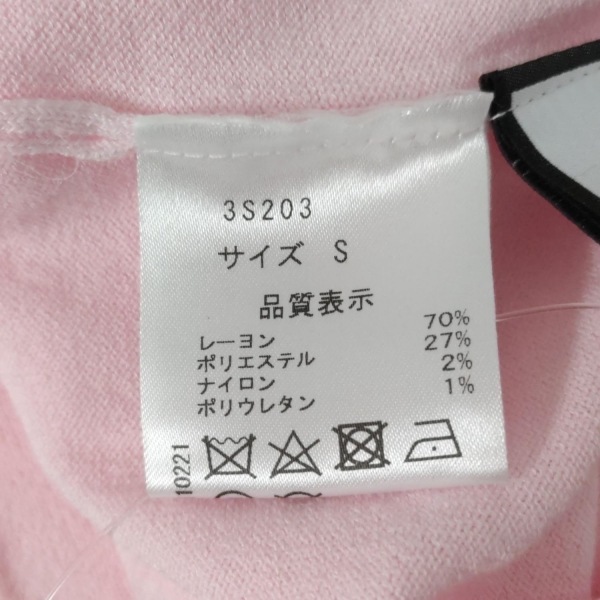 3S203
サイズ S
品質表示
レーヨン 70%
ポリエステル 27%
ナイロン 2%
ポリウレタン 1%
10221